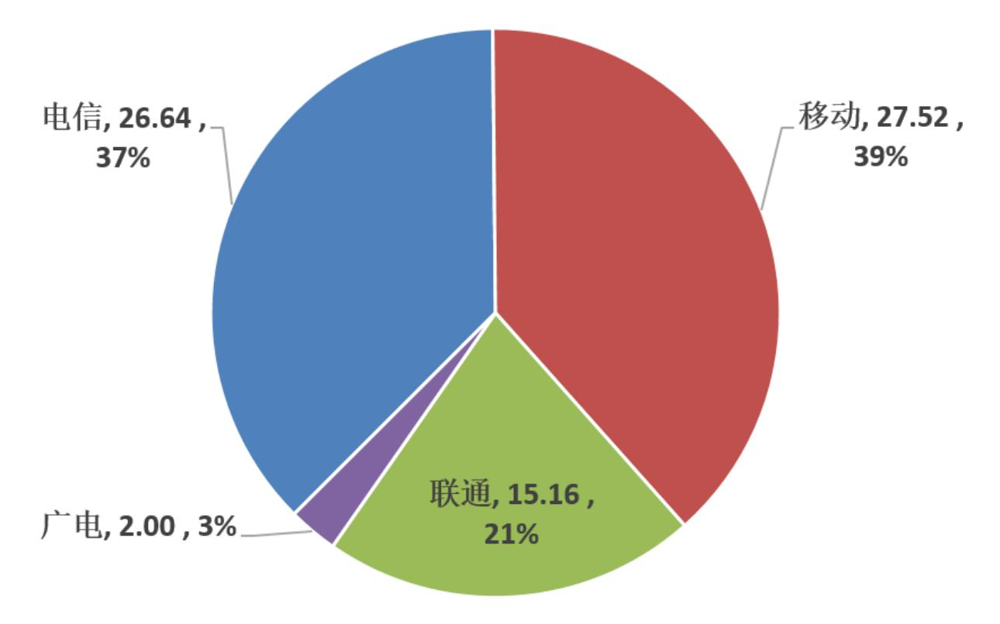 电信, 26.64 ,
37%
移动, 27.52 ,
39%
联通, 15.16 ,
21%
广电, 2.00 , 3%